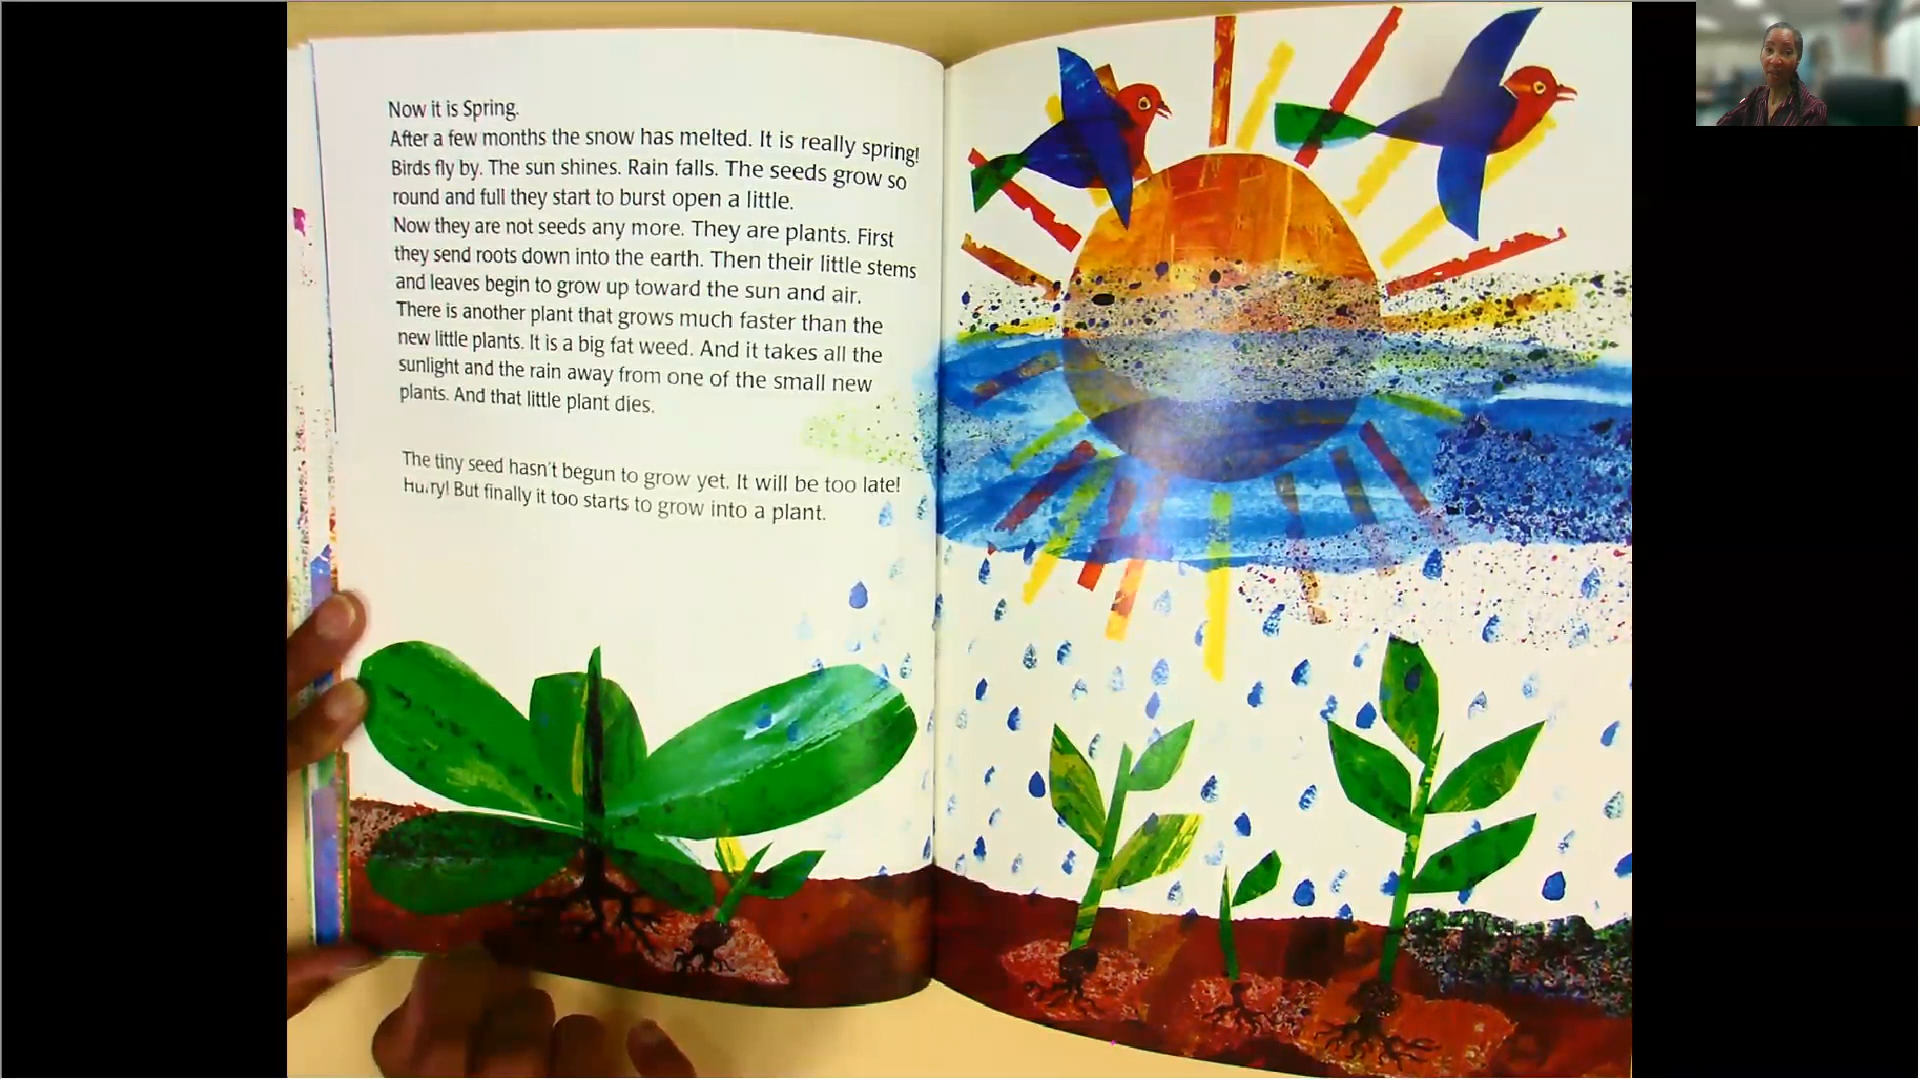 Now it is Spring.
After a few months the snow has melted. It is really spring!
Birds fly by. The sun shines. Rain falls. The seeds grow so
round and full they start to burst open a little.
Now they are not seeds any more. They are plants. First
they send roots down into the earth. Then their little stems
and leaves begin to grow up toward the sun and air.
There is another plant that grows much faster than the
new little plants. It is a big fat weed. And it takes all the
sunlight and the rain away from one of the small new
plants. And that little plant dies.
The tiny seed hasn't begun to grow yet. It will be too late!
Hurry! But finally it too starts to grow into a plant.